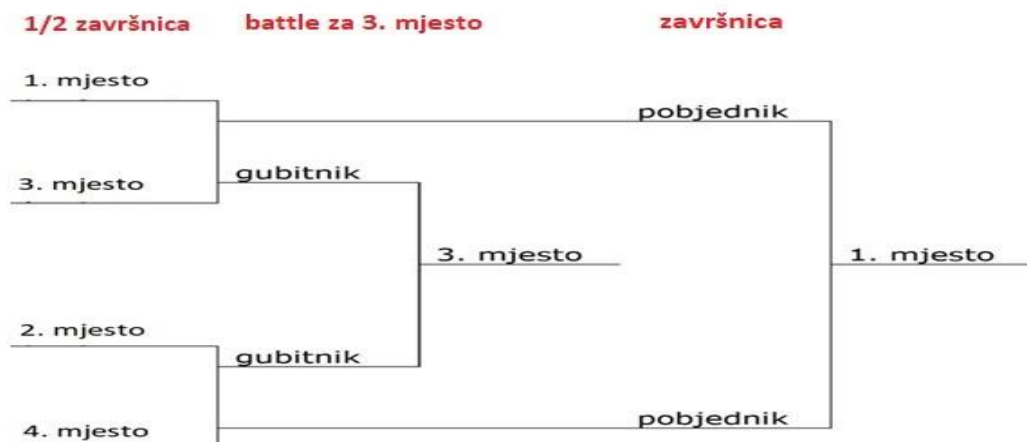 1/2 završnica battle za 3. mjesto završnica
1. mjesto
pobjednik
gubitnik
3. mjesto
3. mjesto
1. mjesto
2. mjesto
gubitnik
pobjednik
4. mjesto